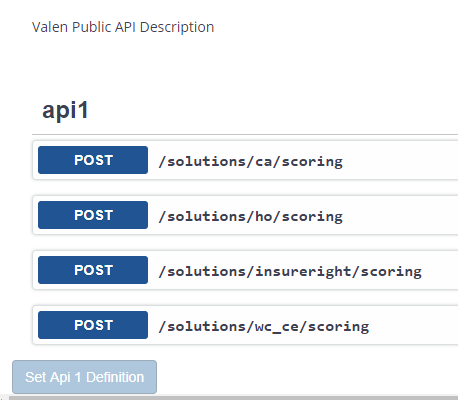 Valen Public API Description
api1
POST /solutions/ca/scoring
POST /solutions/ho/scoring
POST /solutions/insureright/scoring
POST /solutions/wc_ce/scoring
Set Api 1 Definition